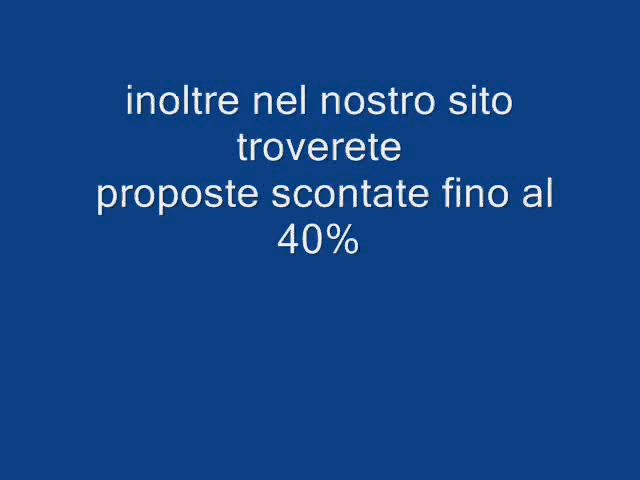 inoltre nel nostro sito
troverete
proposte scontate fino al
40%